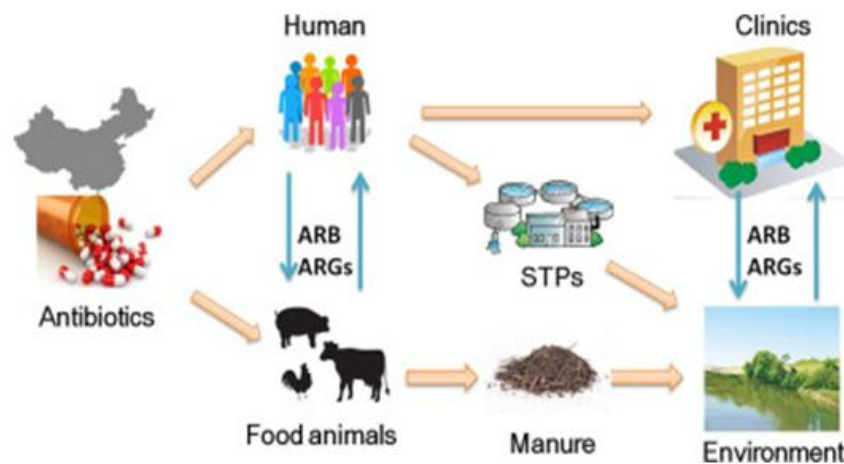 Human
Clinics
ARB
ARGs
ARB
ARGs
STPs
Antibiotics
Food animals
Manure
Environment